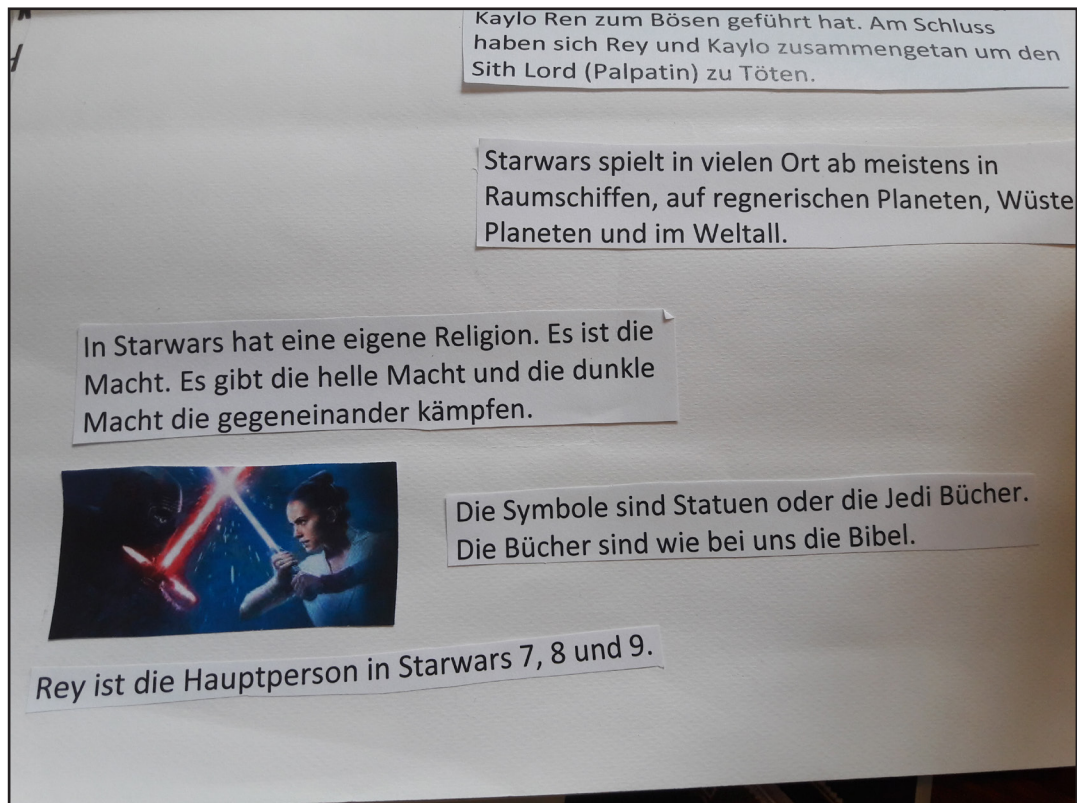 Kaylo Ren zum Bösen geführt hat. Am Schluss
haben sich Rey und Kaylo zusammengetan um den
Sith Lord (Palpatin) zu Töten.
Starwars spielt in vielen Ort ab meistens in
Raumschiffen, auf regnerischen Planeten, Wüste
Planeten und im Weltall.
In Starwars hat eine eigene Religion. Es ist die
Macht. Es gibt die helle Macht und die dunkle
Macht die gegeneinander kämpfen.
Die Symbole sind Statuen oder die Jedi Bücher.
Die Bücher sind wie bei uns die Bibel.
Rey ist die Hauptperson in Starwars 7, 8 und 9.